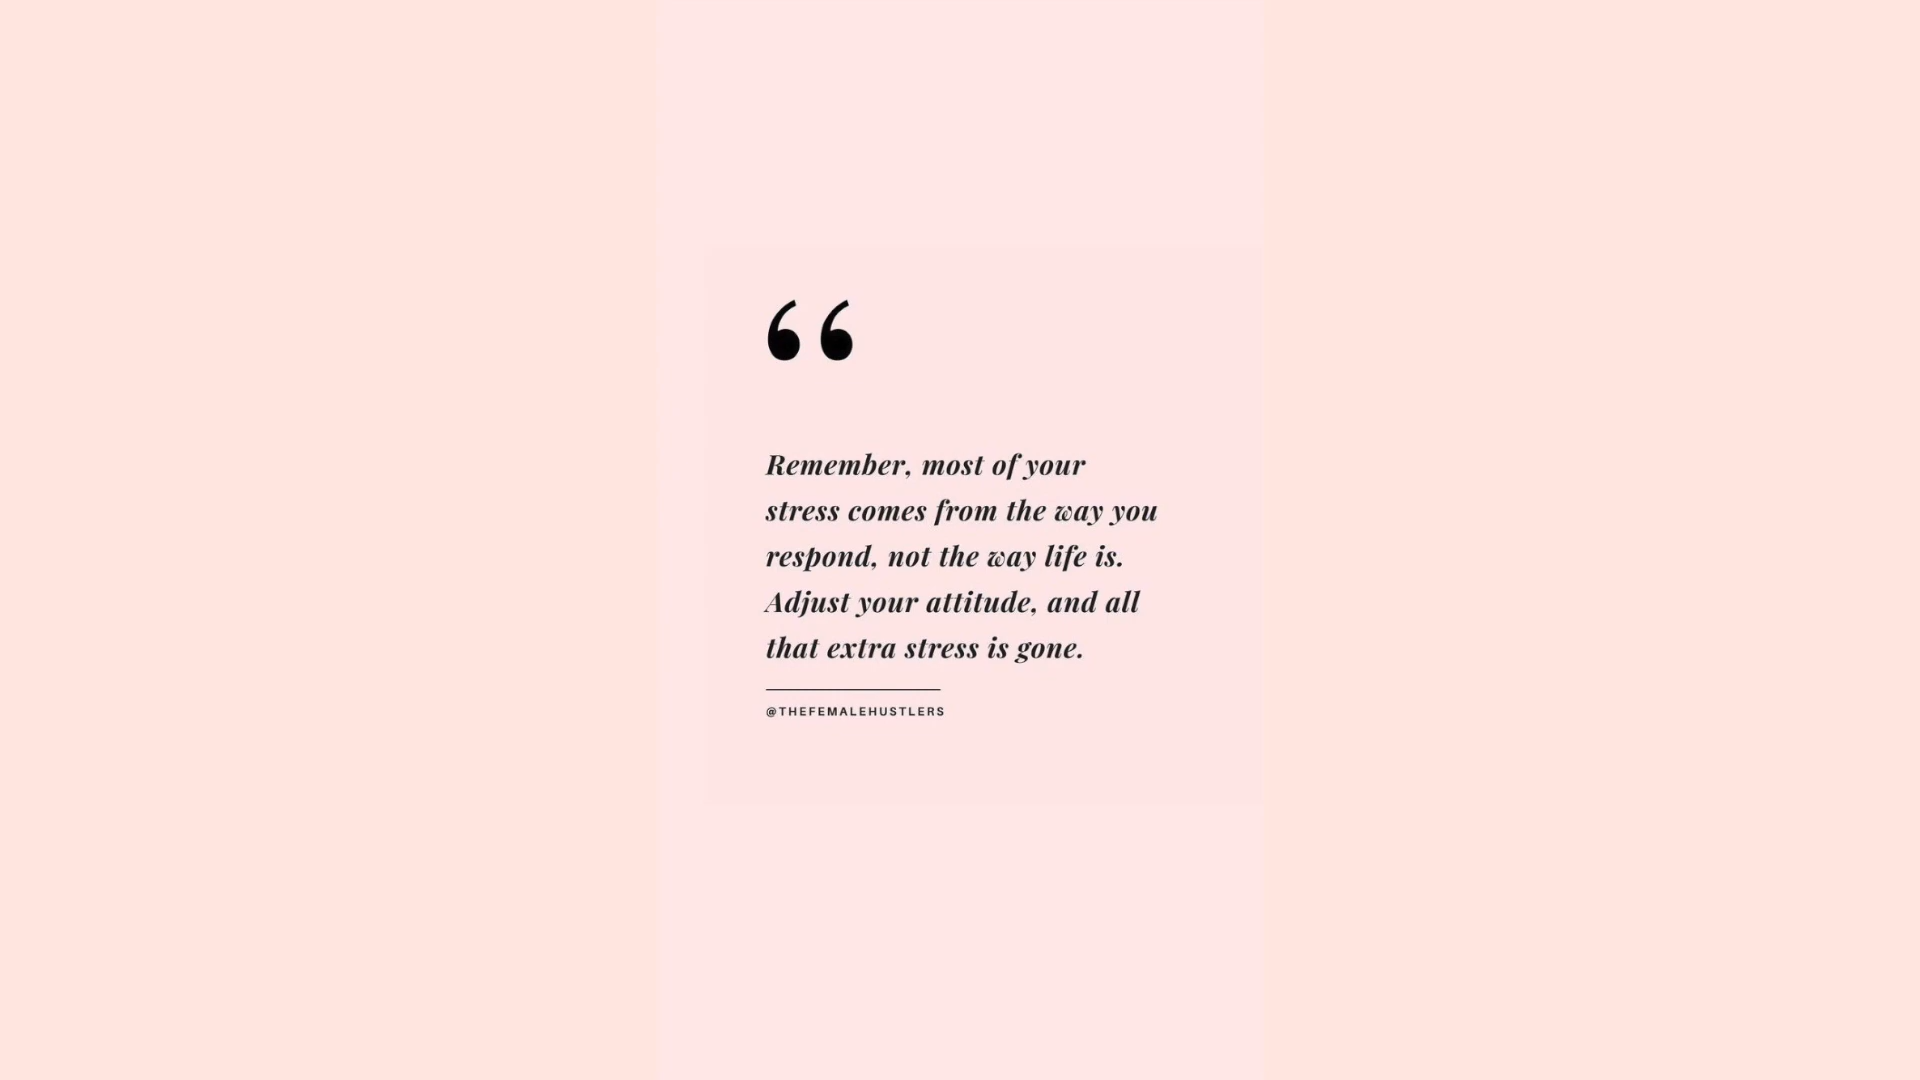 “
Remember, most of your
stress comes from the way you
respond, not the way life is.
Adjust your attitude, and all
that extra stress is gone.
@THEFEMALEHUSTLERS